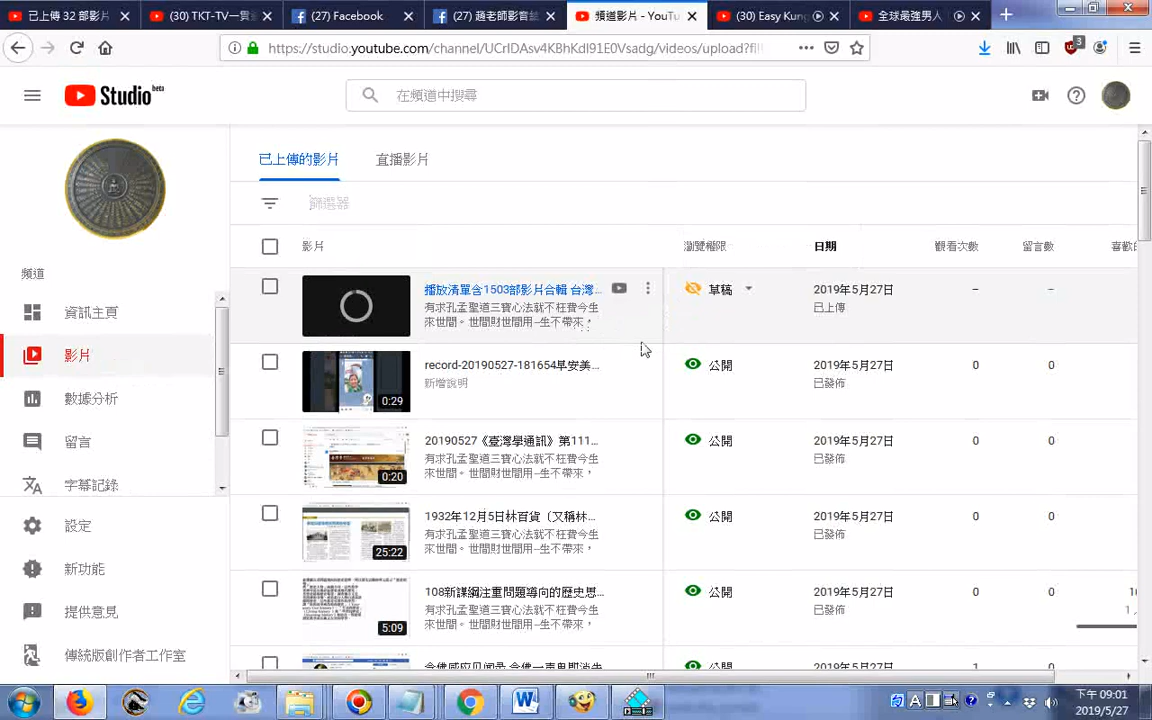 已上傳 32 部影片
(30) TKT-TV一貫
(27) Facebook
(27) 趙老師影音
頻道影片 - YouTu
(30) Easy Kung
全球最強男人
https://studio.youtube.com/channel/UCrIDAsv4KBhKdI91E0Vsadg/videos/upload?fil
3
Studio beta
在頻道中搜尋
已上傳的影片 直播影片
篩選器
影片 瀏覽權限 日期 觀看次數 留言數
頻道
資訊主頁
影片
數據分析
留言
字幕記錄
設定
新功能
提供意見
傳統版創作者工作室
播放清單含1503部影片合輯 台灣...
有求孔孟聖道三寶心法就不枉費今生
來世間。世間財世間用─生不帶來，
草稿
2019年5月27日
已上傳
–
–
record-20190527-181654早安美...
新增說明
0:29
公開
2019年5月27日
已發佈
0
0
20190527《臺灣學通訊》第111...
有求孔孟聖道三寶心法就不枉費今生
來世間。世間財世間用─生不帶來，
0:20
公開
2019年5月27日
已發佈
0
0
1932年12月5日林百貨（又稱林...
有求孔孟聖道三寶心法就不枉費今生
來世間。世間財世間用─生不帶來，
25:22
公開
2019年5月27日
已發佈
0
0
108新課綱注重問題導向的歷史思...
有求孔孟聖道三寶心法就不枉費今生
來世間。世間財世間用─生不帶來，
5:09
公開
2019年5月27日
已發佈
0
0
公開
2019年5月27日
1
下午 09:01
2019/5/27